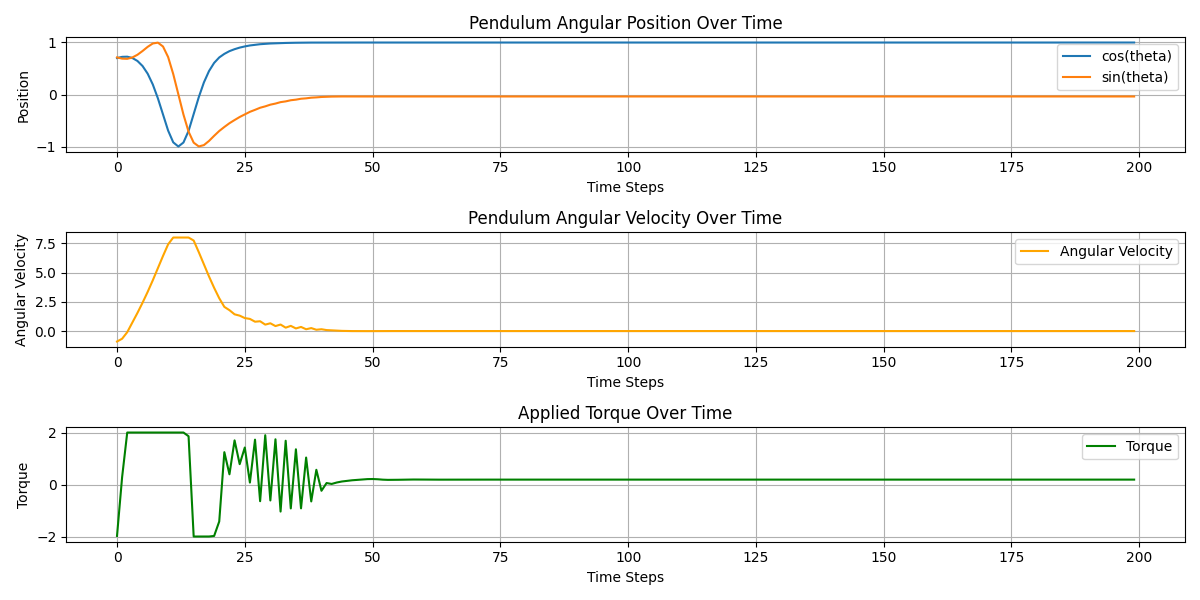 Pendulum Angular Position Over Time
1
0
−1
Position
cos(theta)
sin(theta)
0 25 50 75 100 125 150 175 200
Time Steps
Pendulum Angular Velocity Over Time
7.5
5.0
2.5
0.0
Angular Velocity
Angular Velocity
0 25 50 75 100 125 150 175 200
Time Steps
Applied Torque Over Time
2
0
−2
Torque
Torque
0 25 50 75 100 125 150 175 200
Time Steps